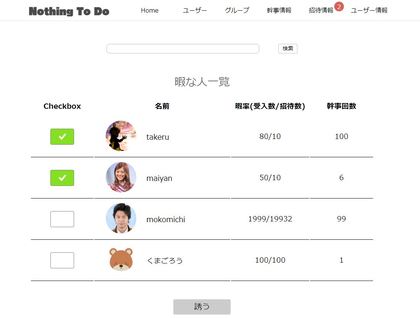 Nothing To Do Home ユーザー グループ 幹事情報 招待情報 2 ユーザー情報
検索
暇な人一覧
Checkbox 名前 暇率(受入数/招待数) 幹事回数
takeru 80/10 100
maiyan 50/10 6
mokomichi 1999/19932 99
くまごろう 100/100 1
誘う